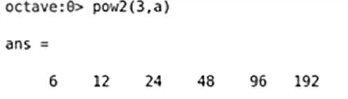 octave:0> pow2(3,a)
ans =
6 12 24 48 96 192